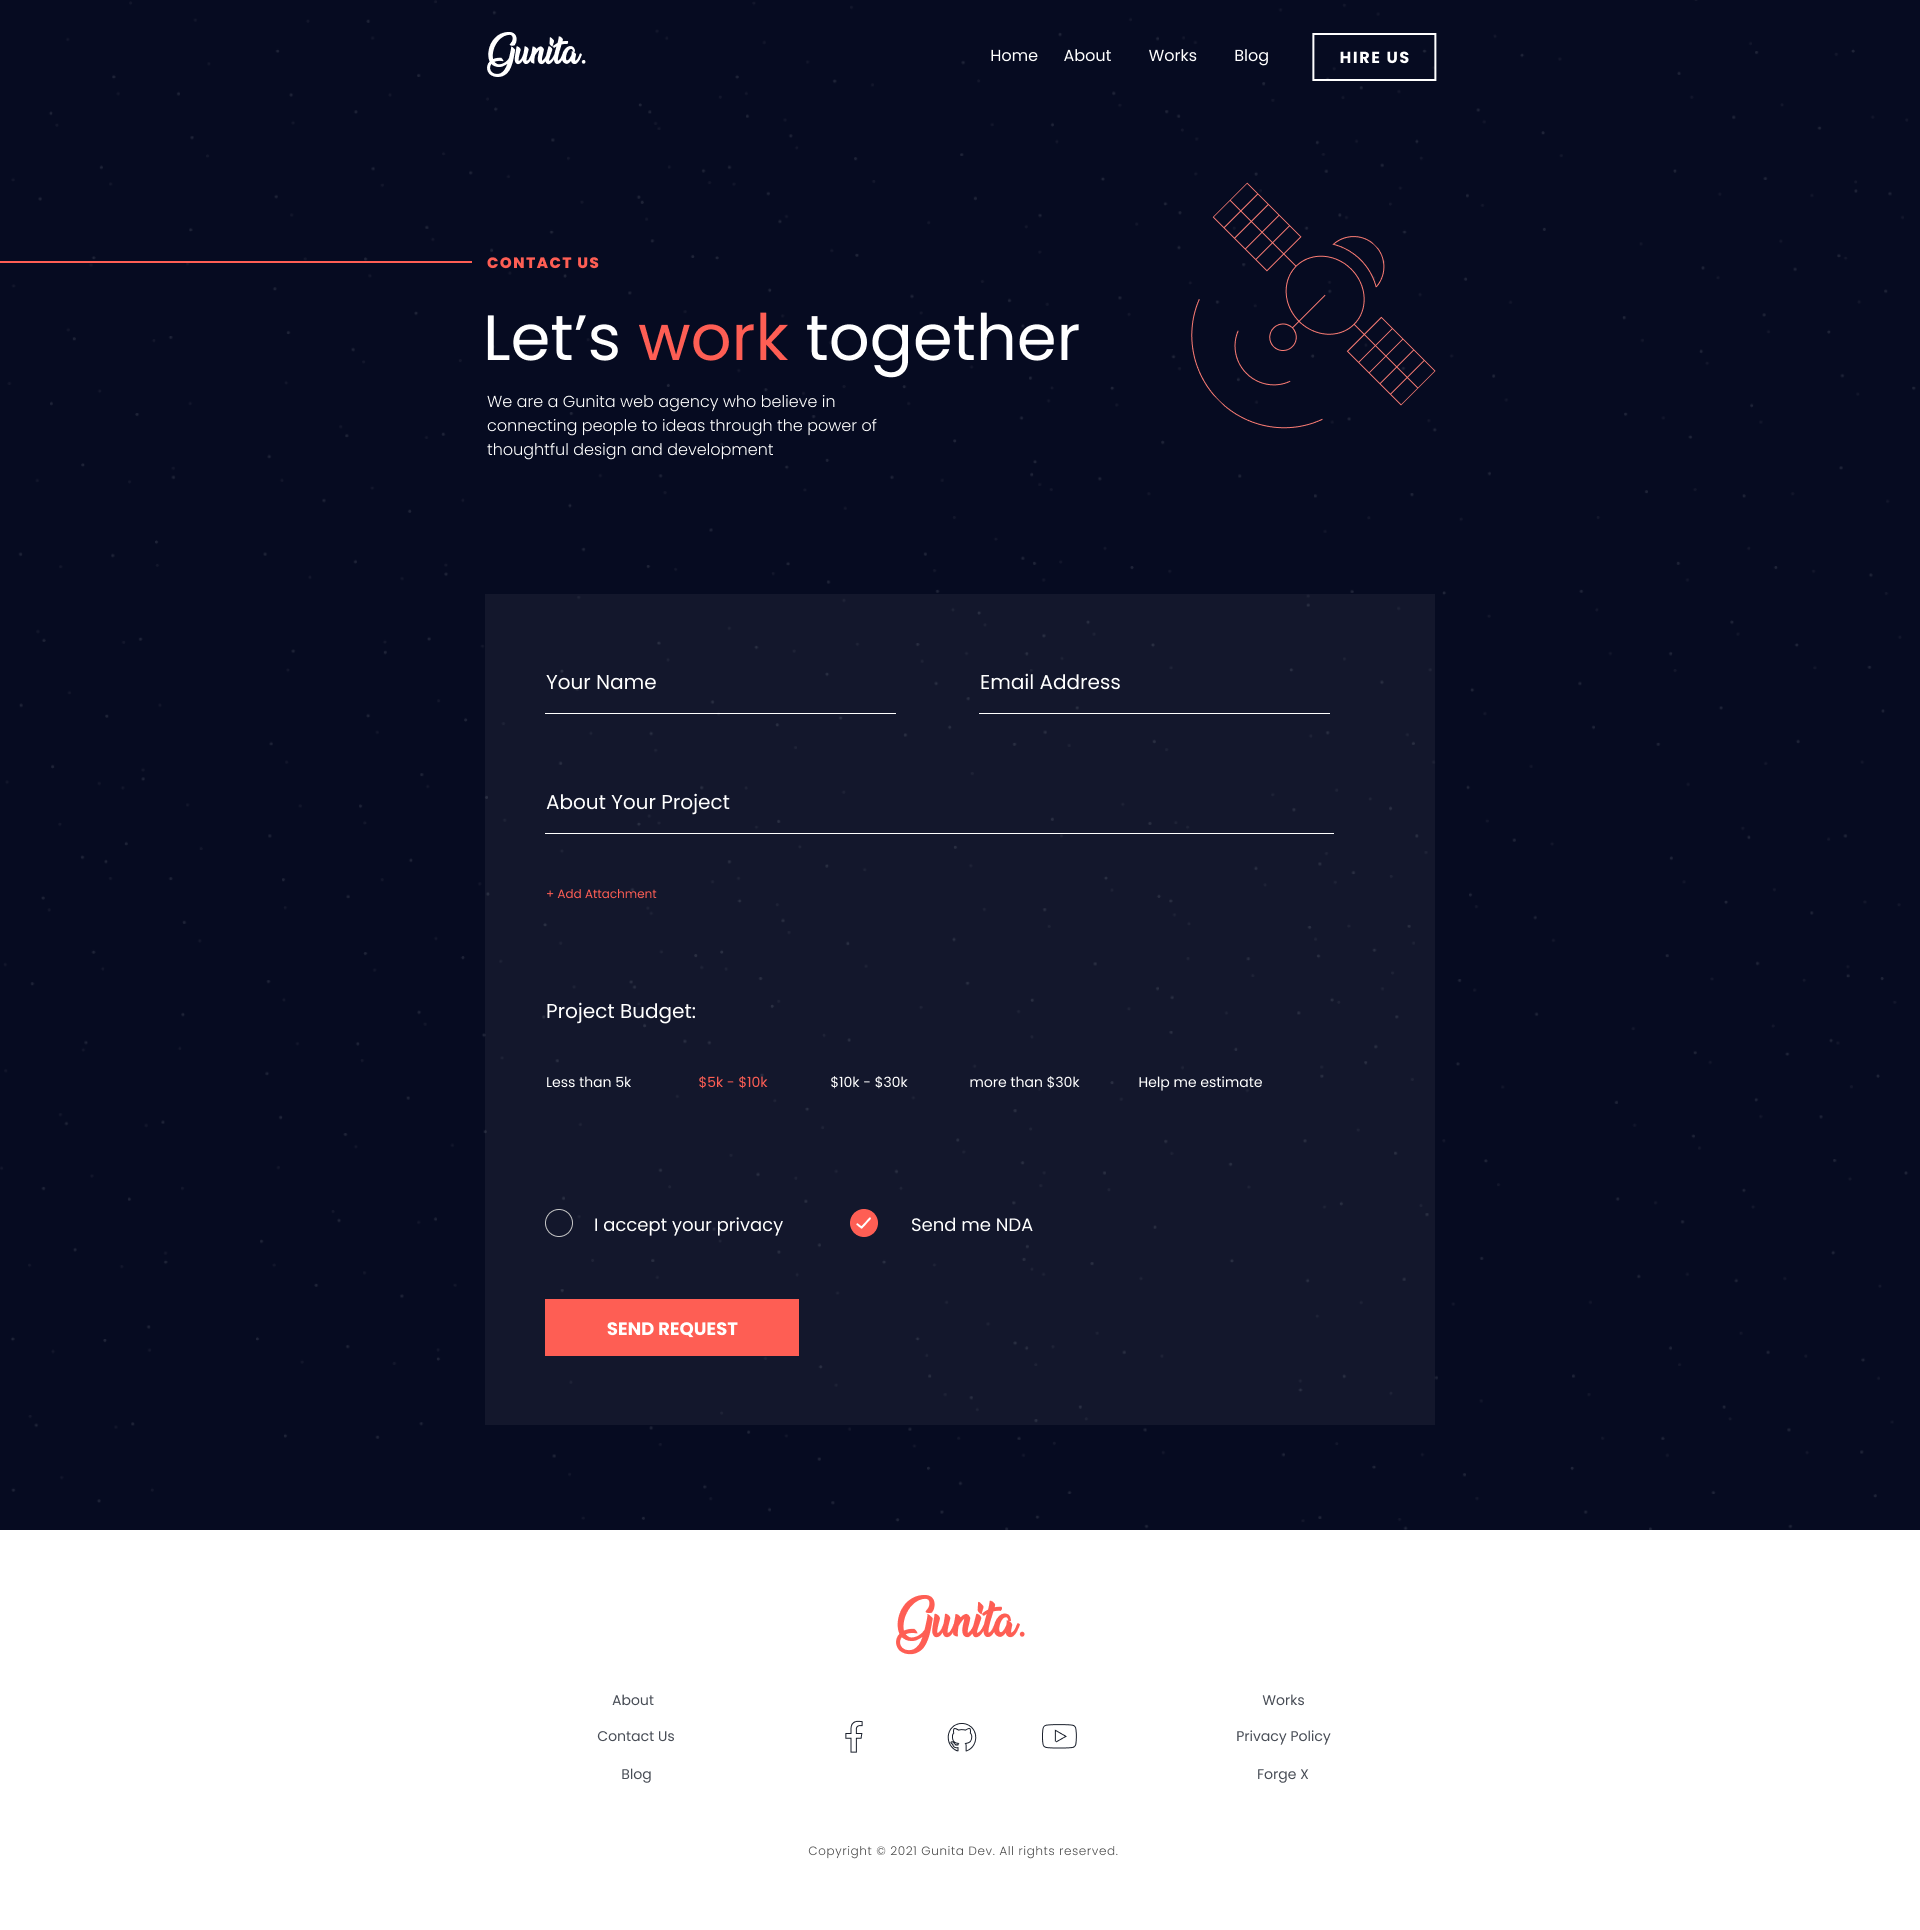 Gunita.
Home About Works Blog HIRE US
CONTACT US
Let’s work together
We are a Gunita web agency who believe in
connecting people to ideas through the power of
thoughtful design and development
Your Name Email Address
About Your Project
+ Add Attachment
Project Budget:
Less than 5k $5k - $10k $10k - $30k more than $30k Help me estimate
I accept your privacy Send me NDA
SEND REQUEST
Gunita.
About Works
Contact Us Privacy Policy
Blog Forge X
Copyright © 2021 Gunita Dev. All rights reserved.